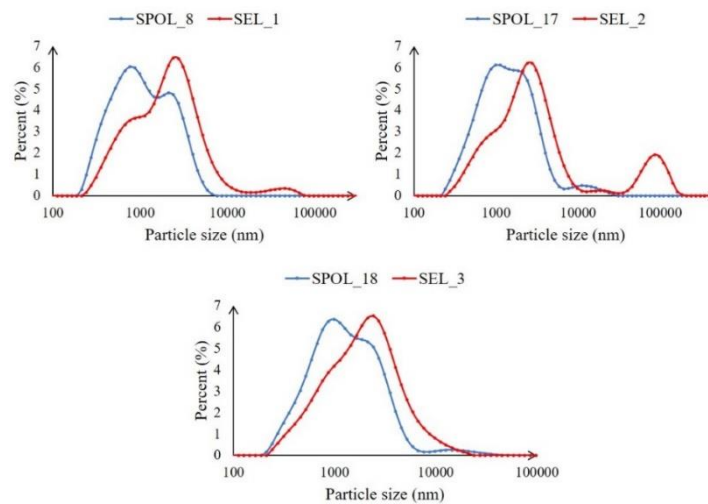 SPOL_8 SEL_1
7
6
5
4
3
2
1
0
Percent (%)
100 1000 10000 100000
Particle size (nm)
SPOL_17 SEL_2
7
6
5
4
3
2
1
0
Percent (%)
100 1000 10000 100000
Particle size (nm)
SPOL_18 SEL_3
7
6
5
4
3
2
1
0
Percent (%)
100 1000 10000 100000
Particle size (nm)